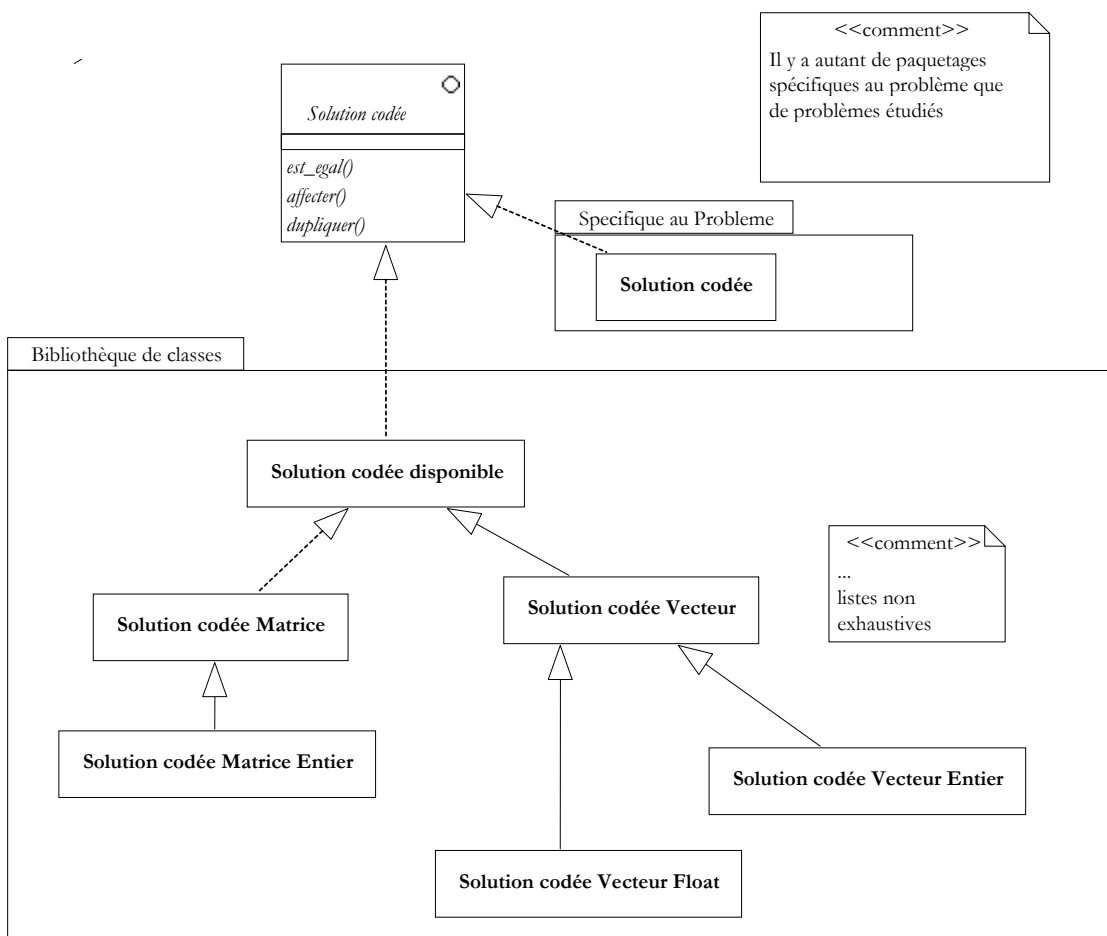 <<comment>>
Il y a autant de paquetages
spécifiques au problème que
de problèmes étudiés
Solution codée
est_egal()
affecter()
dupliquer()
Specifique au Probleme
Solution codée
Bibliothèque de classes
Solution codée disponible
<<comment>>
...
listes non
exhaustives
Solution codée Matrice
Solution codée Vecteur
Solution codée Matrice Entier
Solution codée Vecteur Entier
Solution codée Vecteur Float